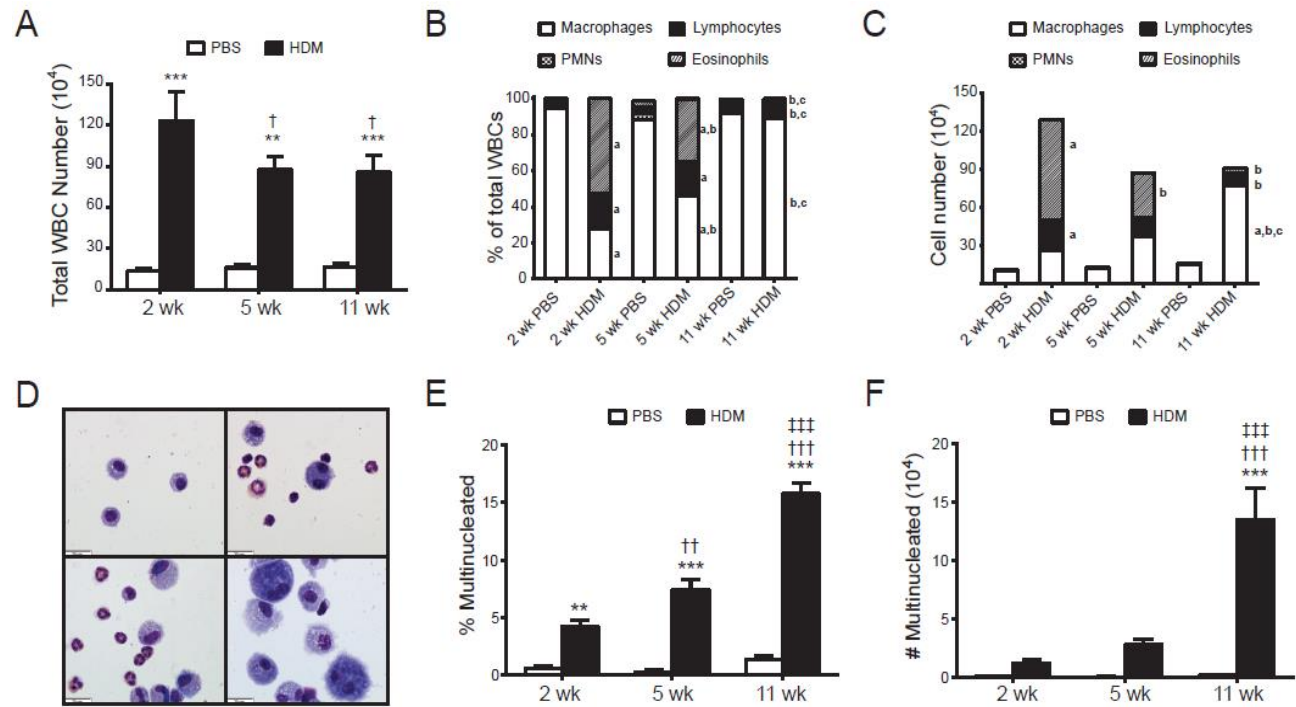 A
PBS HDM
Total WBC Number (10⁴)
150
120
90
60
30
0
***
†
**
†
***
2 wk 5 wk 11 wk
B
Macrophages Lymphocytes
PMNs Eosinophils
% of total WBCs
100
80
60
40
20
0
a
a
a
a,b
a
a,b
b,c
b,c
b,c
2 wk PBS
2 wk HDM
5 wk PBS
5 wk HDM
11 wk PBS
11 wk HDM
C
Macrophages Lymphocytes
PMNs Eosinophils
Cell number (10⁴)
150
120
90
60
30
a
a
b
b
b
a,b,c
2 wk PBS
2 wk HDM
5 wk PBS
5 wk HDM
11 wk PBS
11 wk HDM
D
E
PBS HDM
% Multinucleated
20
15
10
5
0
**
††
***
‡‡‡
†††
***
2 wk 5 wk 11 wk
F
PBS HDM
# Multinucleated (10⁴)
20
15
10
5
0
‡‡‡
†††
***
2 wk 5 wk 11 wk